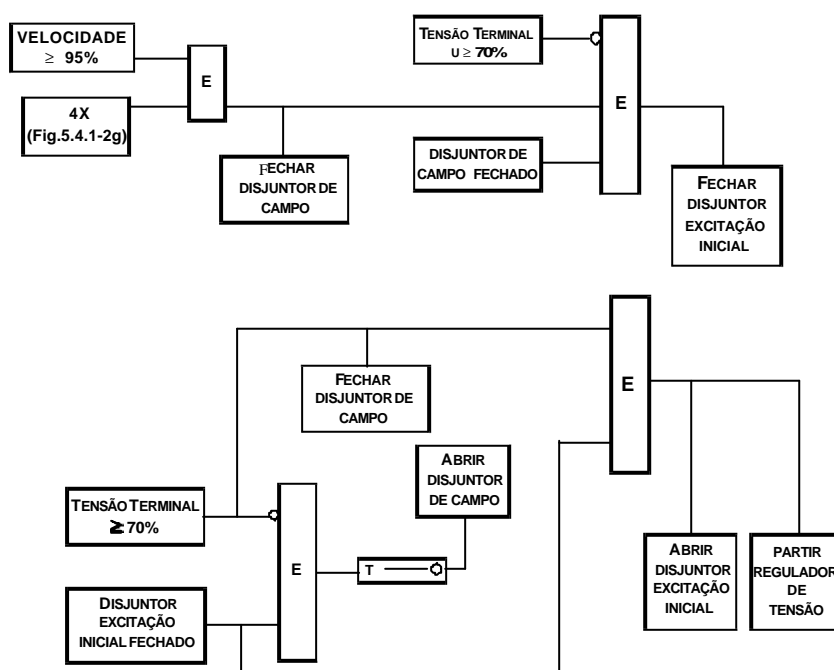 VELOCIDADE
≥ 95%
E
4X
(Fig.5.4.1-2g)
FECHAR
DISJUNTOR DE
CAMPO
TENSÃO TERMINAL
U ≥ 70%
E
DISJUNTOR DE
CAMPO FECHADO
FECHAR
DISJUNTOR
EXCITAÇÃO
INICIAL
FECHAR
DISJUNTOR DE
CAMPO
E
ABRIR
DISJUNTOR
DE CAMPO
TENSÃO TERMINAL
≥ 70%
E
T
DISJUNTOR
EXCITAÇÃO
INICIAL FECHADO
ABRIR
DISJUNTOR
EXCITAÇÃO
INICIAL
PARTIR
REGULADOR
DE
TENSÃO